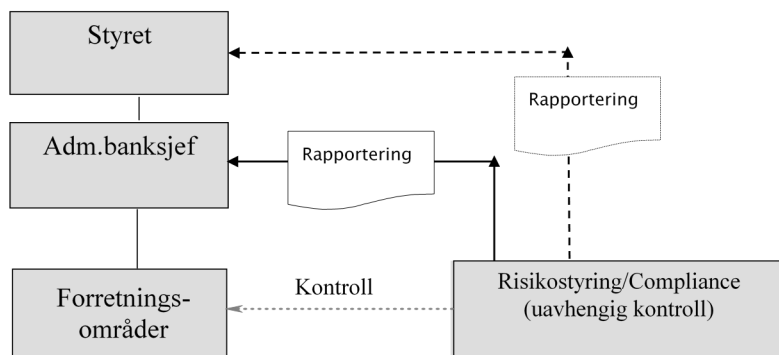 Styret
Rapportering
Adm.banksjef
Rapportering
Forretnings-
områder
Kontroll
Risikostyring/Compliance
(uavhengig kontroll)